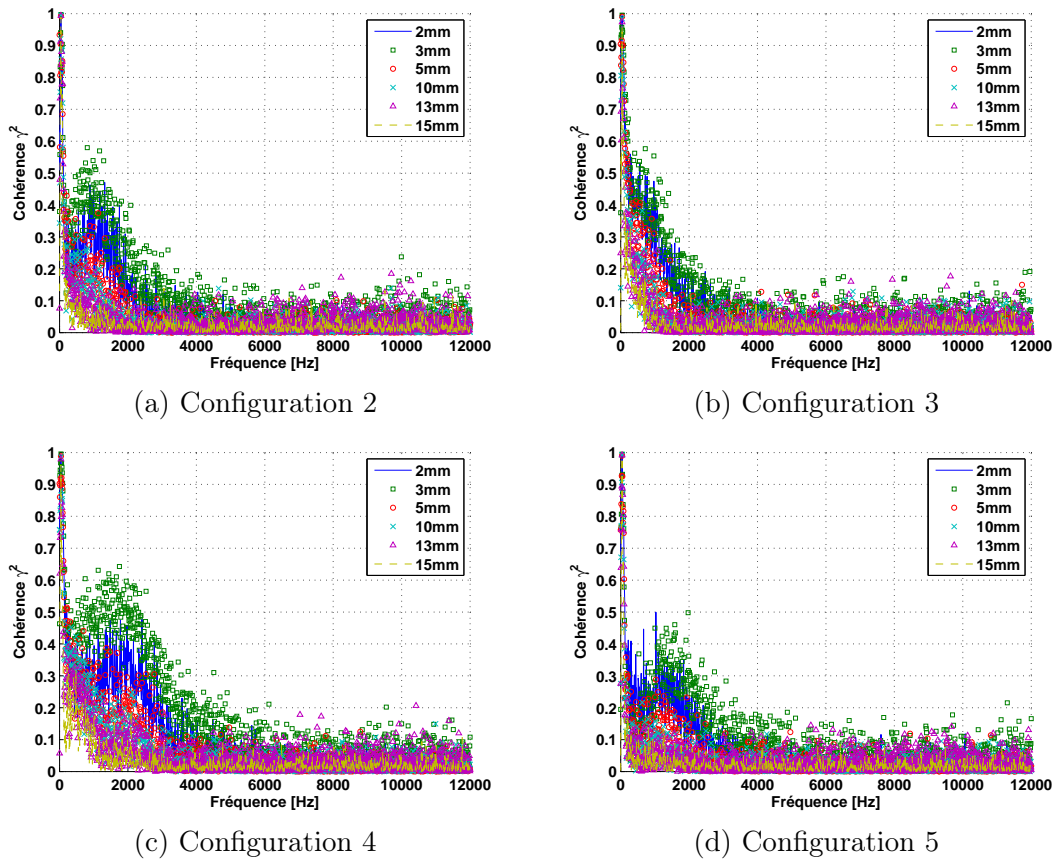 1
0.9
0.8
0.7
0.6
0.5
0.4
0.3
0.2
0.1
0
Cohérence γ²
0 2000 4000 6000 8000 10000 12000
Fréquence [Hz]
2mm
3mm
5mm
10mm
13mm
15mm
(a) Configuration 2
1
0.9
0.8
0.7
0.6
0.5
0.4
0.3
0.2
0.1
0
Cohérence γ²
0 2000 4000 6000 8000 10000 12000
Fréquence [Hz]
2mm
3mm
5mm
10mm
13mm
15mm
(b) Configuration 3
1
0.9
0.8
0.7
0.6
0.5
0.4
0.3
0.2
0.1
0
Cohérence γ²
0 2000 4000 6000 8000 10000 12000
Fréquence [Hz]
2mm
3mm
5mm
10mm
13mm
15mm
(c) Configuration 4
1
0.9
0.8
0.7
0.6
0.5
0.4
0.3
0.2
0.1
0
Cohérence γ²
0 2000 4000 6000 8000 10000 12000
Fréquence [Hz]
2mm
3mm
5mm
10mm
13mm
15mm
(d) Configuration 5